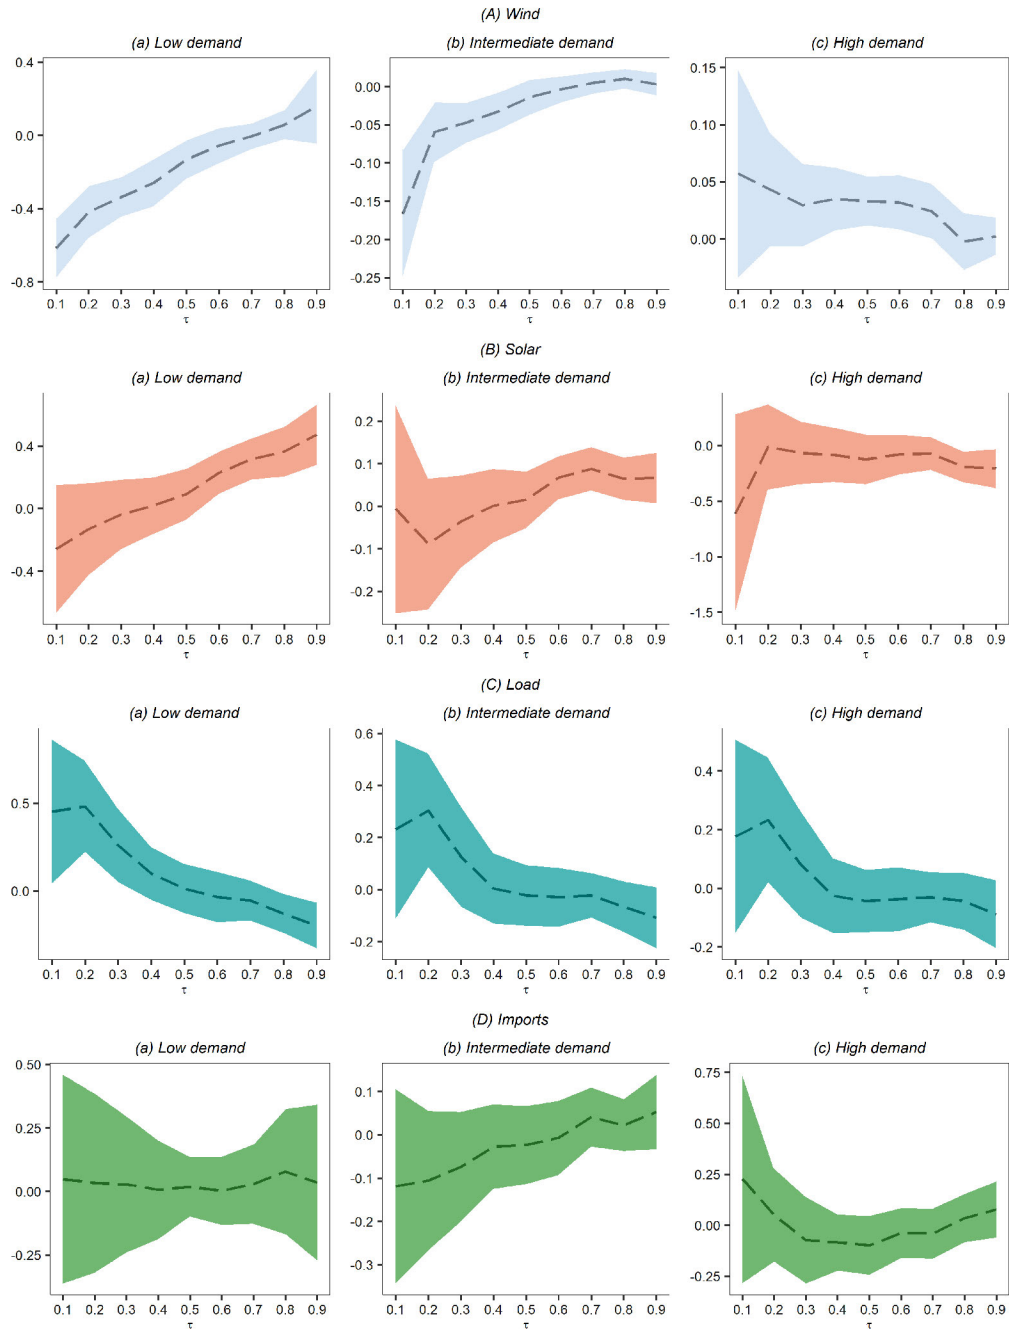 (A) Wind
(a) Low demand
(b) Intermediate demand
(c) High demand
0.4
0.0
-0.4
-0.8
0.1 0.2 0.3 0.4 0.5 0.6 0.7 0.8 0.9
τ
0.00
-0.05
-0.10
-0.15
-0.20
-0.25
0.1 0.2 0.3 0.4 0.5 0.6 0.7 0.8 0.9
τ
0.15
0.10
0.05
0.00
0.1 0.2 0.3 0.4 0.5 0.6 0.7 0.8 0.9
τ
(B) Solar
(a) Low demand
(b) Intermediate demand
(c) High demand
0.4
0.0
-0.4
0.1 0.2 0.3 0.4 0.5 0.6 0.7 0.8 0.9
τ
0.2
0.1
0.0
-0.1
-0.2
0.1 0.2 0.3 0.4 0.5 0.6 0.7 0.8 0.9
τ
0.0
-0.5
-1.0
-1.5
0.1 0.2 0.3 0.4 0.5 0.6 0.7 0.8 0.9
τ
(C) Load
(a) Low demand
(b) Intermediate demand
(c) High demand
0.5
0.0
0.1 0.2 0.3 0.4 0.5 0.6 0.7 0.8 0.9
τ
0.6
0.4
0.2
0.0
-0.2
0.1 0.2 0.3 0.4 0.5 0.6 0.7 0.8 0.9
τ
0.4
0.2
0.0
-0.2
0.1 0.2 0.3 0.4 0.5 0.6 0.7 0.8 0.9
τ
(D) Imports
(a) Low demand
(b) Intermediate demand
(c) High demand
0.50
0.25
0.00
-0.25
0.1 0.2 0.3 0.4 0.5 0.6 0.7 0.8 0.9
τ
0.1
0.0
-0.1
-0.2
-0.3
0.1 0.2 0.3 0.4 0.5 0.6 0.7 0.8 0.9
τ
0.75
0.50
0.25
0.00
-0.25
0.1 0.2 0.3 0.4 0.5 0.6 0.7 0.8 0.9
τ